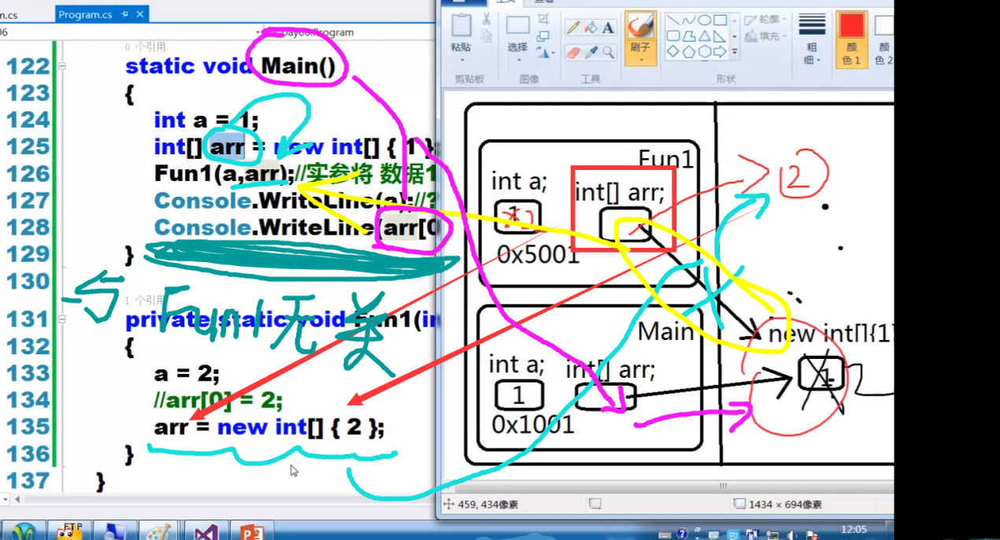 n.cs
Program.cs
06
Day06.Program
0 个引用
122 static void Main()
123 {
124 int a = 1;
125 int[] arr = new int[] { 1 };
126 Fun1(a,arr);//实参将 数据1
127 Console.WriteLine(a);//?
128 Console.WriteLine(arr[0
129 }
130
1 个引用
131 private static void Fun1(in
132 {
133 a = 2;
134 //arr[0] = 2;
135 arr = new int[] { 2 };
136 }
137 }
Fun1无关
粘贴
选择
刷子
轮廓
填充
粗细
颜色 1
颜色 2
剪贴板
图像
工具
形状
Fun1
int a;
int[] arr;
1
2
0x5001
2
new int[]{1}
Main
int a;
int[] arr;
1
0x1001
1
2
459, 434像素
1434 × 694像素
FTP
12:05